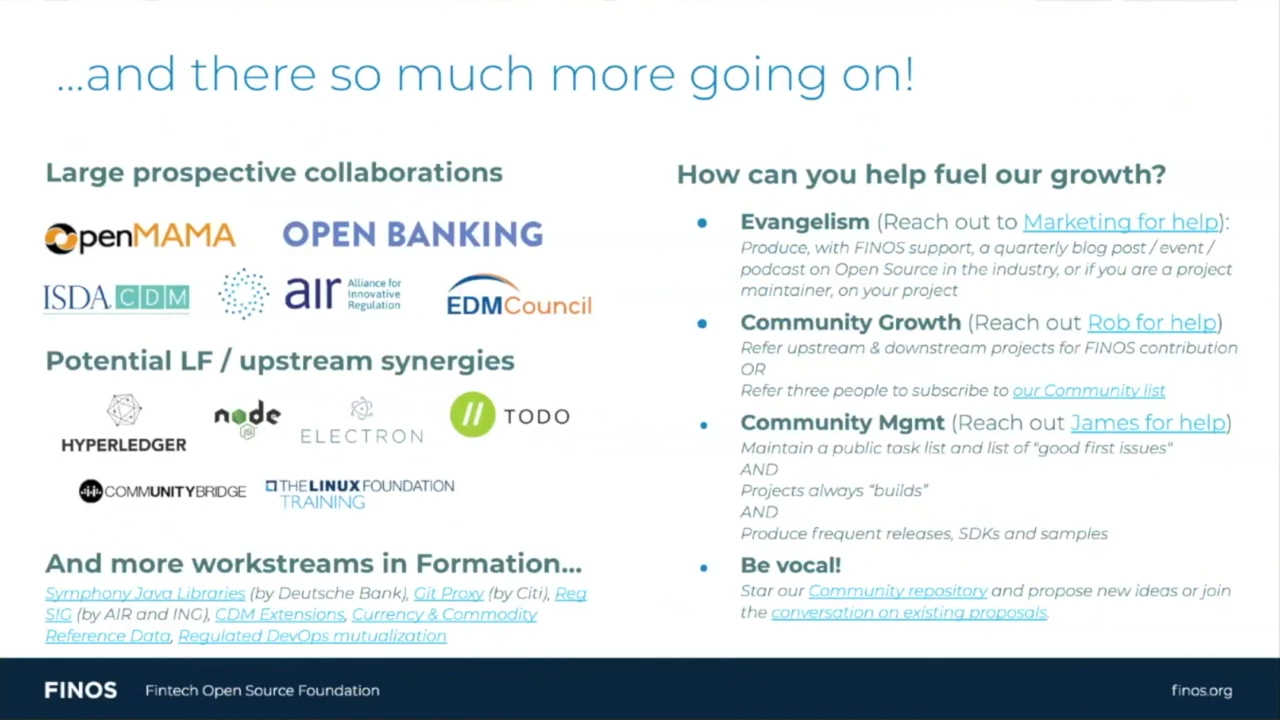 ...and there so much more going on!
Large prospective collaborations
OpenMAMA
OPEN BANKING
ISDA CDM
air Alliance for
Innovative
Regulation
EDMCouncil
Potential LF / upstream synergies
HYPERLEDGER
node
JS
ELECTRON
TODO
COMMUNITYBRIDGE
THE LINUX FOUNDATION
TRAINING
And more workstreams in Formation...
Symphony Java Libraries (by Deutsche Bank), Git Proxy (by Citi), Reg
SIG (by AIR and ING), CDM Extensions, Currency & Commodity
Reference Data, Regulated DevOps mutualization
How can you help fuel our growth?
• Evangelism (Reach out to Marketing for help):
Produce, with FINOS support, a quarterly blog post / event /
podcast on Open Source in the industry, or if you are a project
maintainer, on your project
• Community Growth (Reach out Rob for help)
Refer upstream & downstream projects for FINOS contribution
OR
Refer three people to subscribe to our Community list
• Community Mgmt (Reach out James for help)
Maintain a public task list and list of "good first issues"
AND
Projects always “builds”
AND
Produce frequent releases, SDKs and samples
• Be vocal!
Star our Community repository and propose new ideas or join
the conversation on existing proposals.
FINOS Fintech Open Source Foundation
finos.org